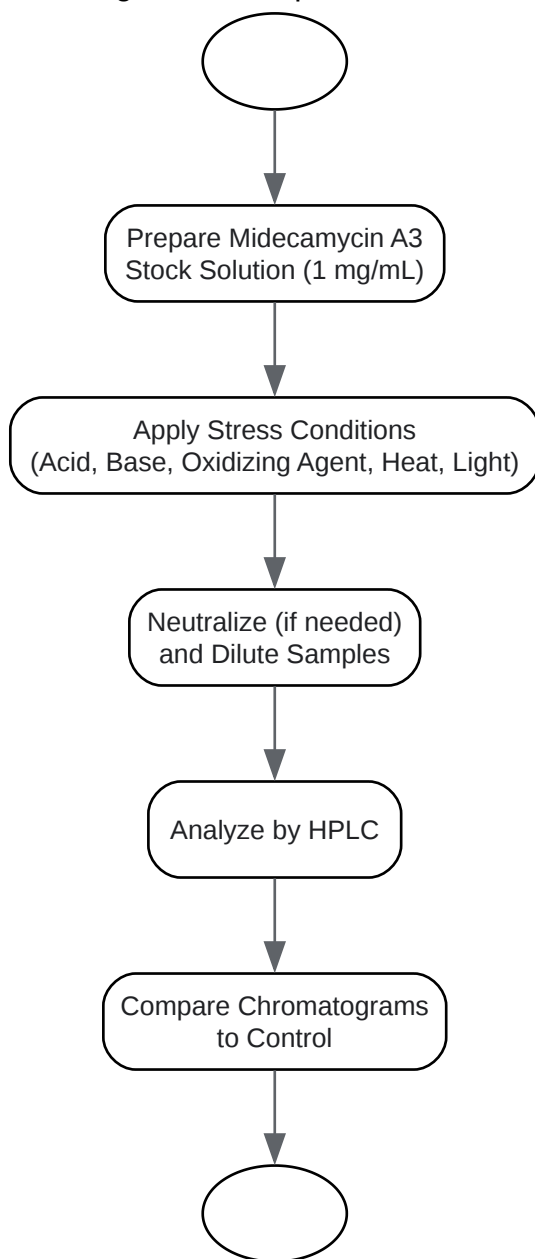 Prepare Midecamycin A3
Stock Solution (1 mg/mL)
Apply Stress Conditions
(Acid, Base, Oxidizing Agent, Heat, Light)
Neutralize (if needed)
and Dilute Samples
Analyze by HPLC
Compare Chromatograms
to Control